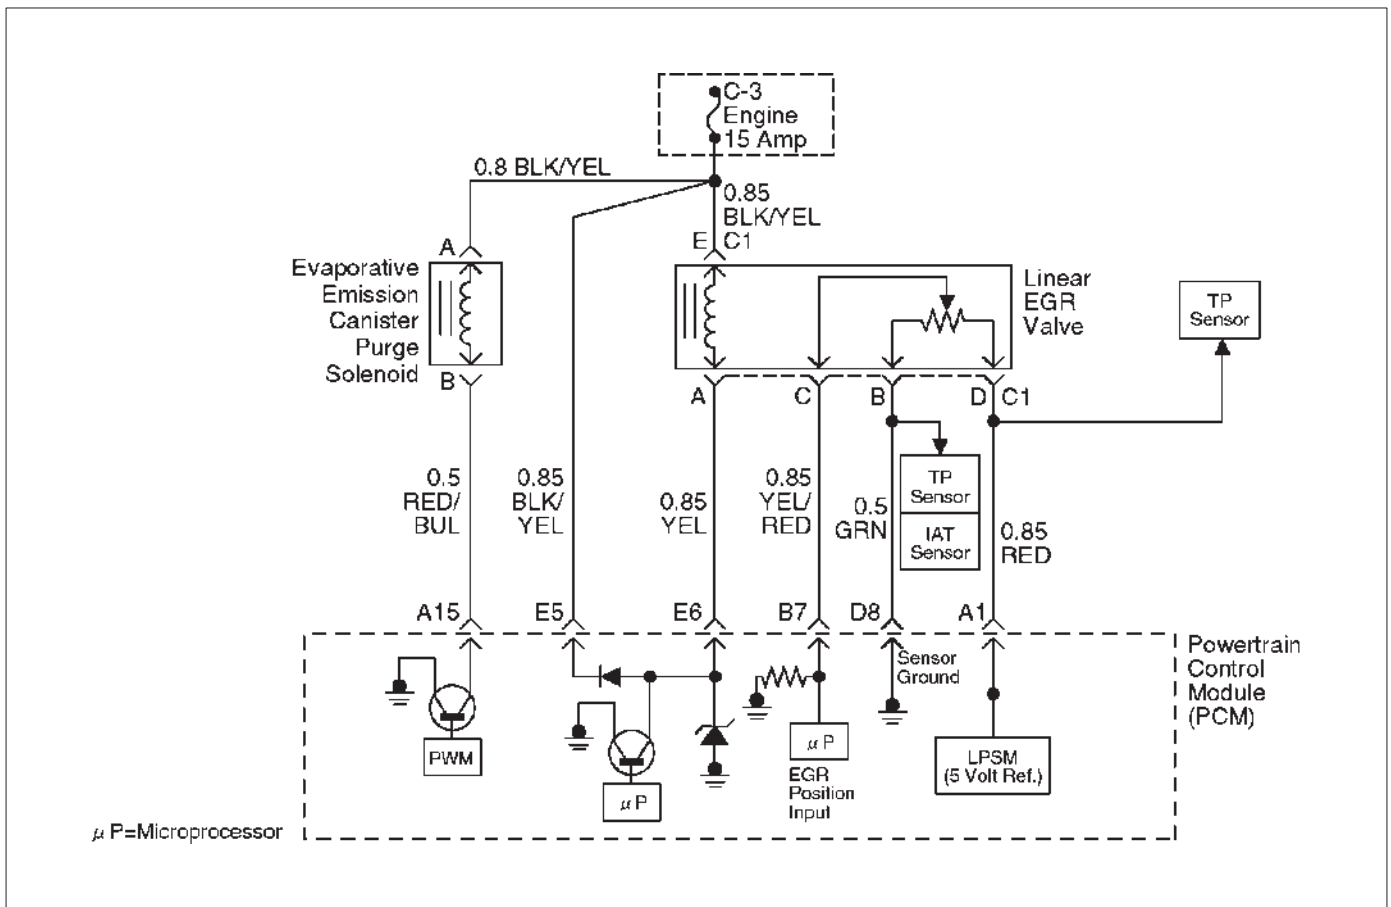 C-3
Engine
15 Amp
0.8 BLK/YEL
0.85
BLK/YEL
A
E C1
Evaporative
Emission
Canister
Purge
Solenoid
Linear
EGR
Valve
TP
Sensor
B
A
C
B
D C1
0.5
RED/
BUL
0.85
BLK/
YEL
0.85
YEL
0.85
YEL/
RED
0.5
GRN
TP
Sensor
IAT
Sensor
0.85
RED
A15
E5
E6
B7
D8
A1
Powertrain
Control
Module
(PCM)
Sensor
Ground
PWM
μ P
μ P
EGR
Position
Input
LPSM
(5 Volt Ref.)
μ P=Microprocessor